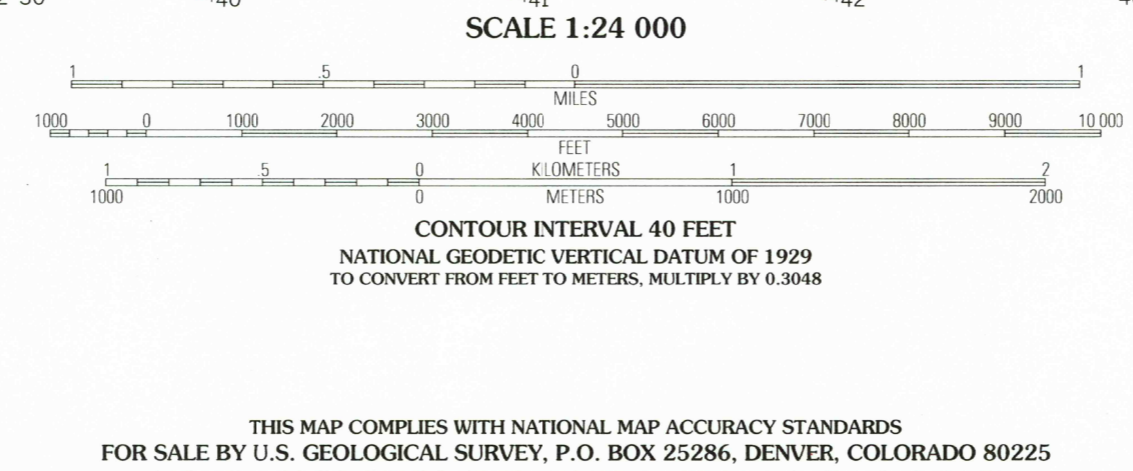 SCALE 1:24 000
1 .5 0 1
MILES
1000 0 1000 2000 3000 4000 5000 6000 7000 8000 9000 10 000
FEET
1 .5 0 KILOMETERS 1 2
1000 0 METERS 1000 2000
CONTOUR INTERVAL 40 FEET
NATIONAL GEODETIC VERTICAL DATUM OF 1929
TO CONVERT FROM FEET TO METERS, MULTIPLY BY 0.3048
THIS MAP COMPLIES WITH NATIONAL MAP ACCURACY STANDARDS
FOR SALE BY U.S. GEOLOGICAL SURVEY, P.O. BOX 25286, DENVER, COLORADO 80225